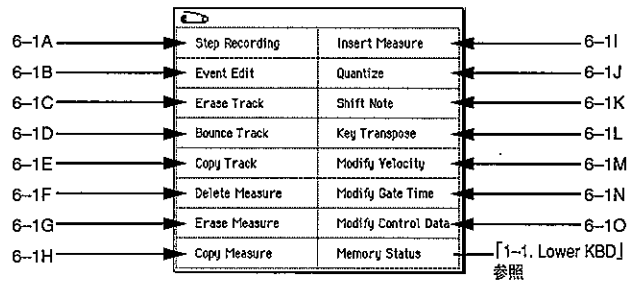 6-1A Step Recording Insert Measure 6-1I
6-1B Event Edit Quantize 6-1J
6-1C Erase Track Shift Note 6-1K
6-1D Bounce Track Key Transpose 6-1L
6-1E Copy Track Modify Velocity 6-1M
6-1F Delete Measure Modify Gate Time 6-1N
6-1G Erase Measure Modify Control Data 6-1O
6-1H Copy Measure Memory Status 「1-1. Lower KBD」
参照